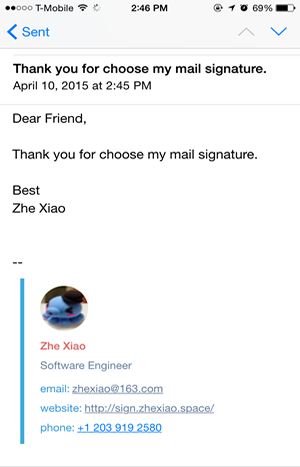 T-Mobile 2:46 PM 69%
Sent
Thank you for choose my mail signature.
April 10, 2015 at 2:45 PM
Dear Friend,
Thank you for choose my mail signature.
Best
Zhe Xiao
--
Zhe Xiao
Software Engineer
email: zhexiao@163.com
website: http://sign.zhexiao.space/
phone: +1 203 919 2580